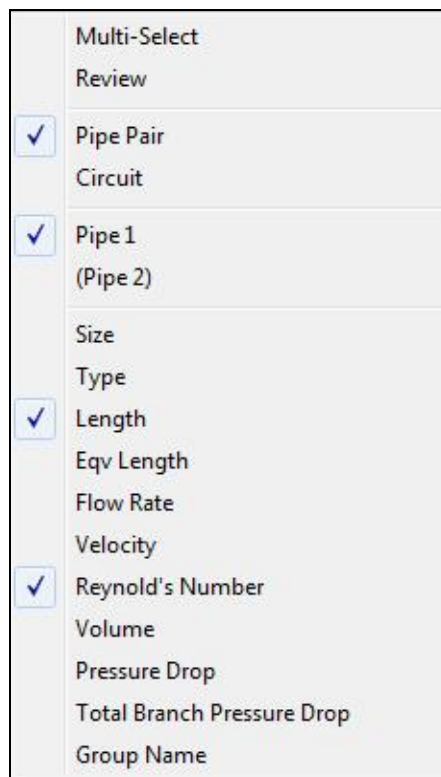 Multi-Select
Review
Pipe Pair
Circuit
Pipe 1
(Pipe 2)
Size
Type
Length
Eqv Length
Flow Rate
Velocity
Reynold's Number
Volume
Pressure Drop
Total Branch Pressure Drop
Group Name